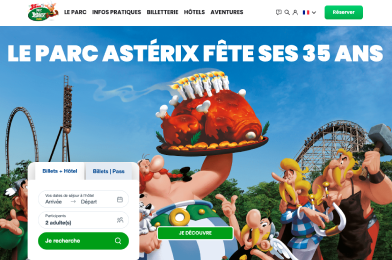 Parc Astérix
LE PARC INFOS PRATIQUES BILLETTERIE HÔTELS AVENTURES
Réserver
LE PARC ASTÉRIX FÊTE SES 35 ANS
Billets + Hôtel
Billets | Pass
Vos dates de séjour à l'hôtel
Arrivée → Départ
Participants
2 adulte(s)
Je recherche
JE DÉCOUVRE